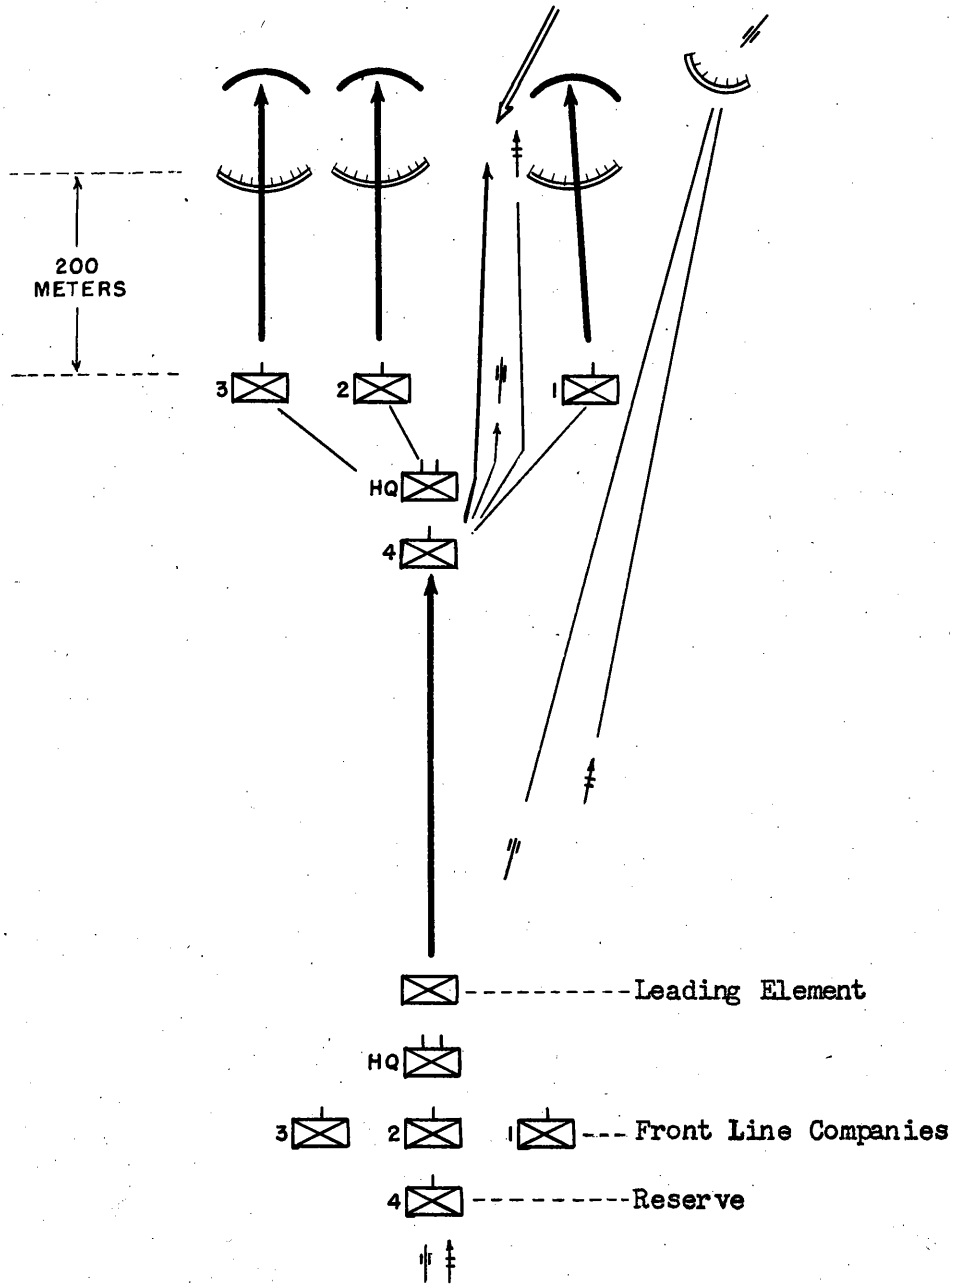 200
METERS
3
2
1
HQ
4
Leading Element
HQ
3
2
1
Front Line Companies
4
Reserve